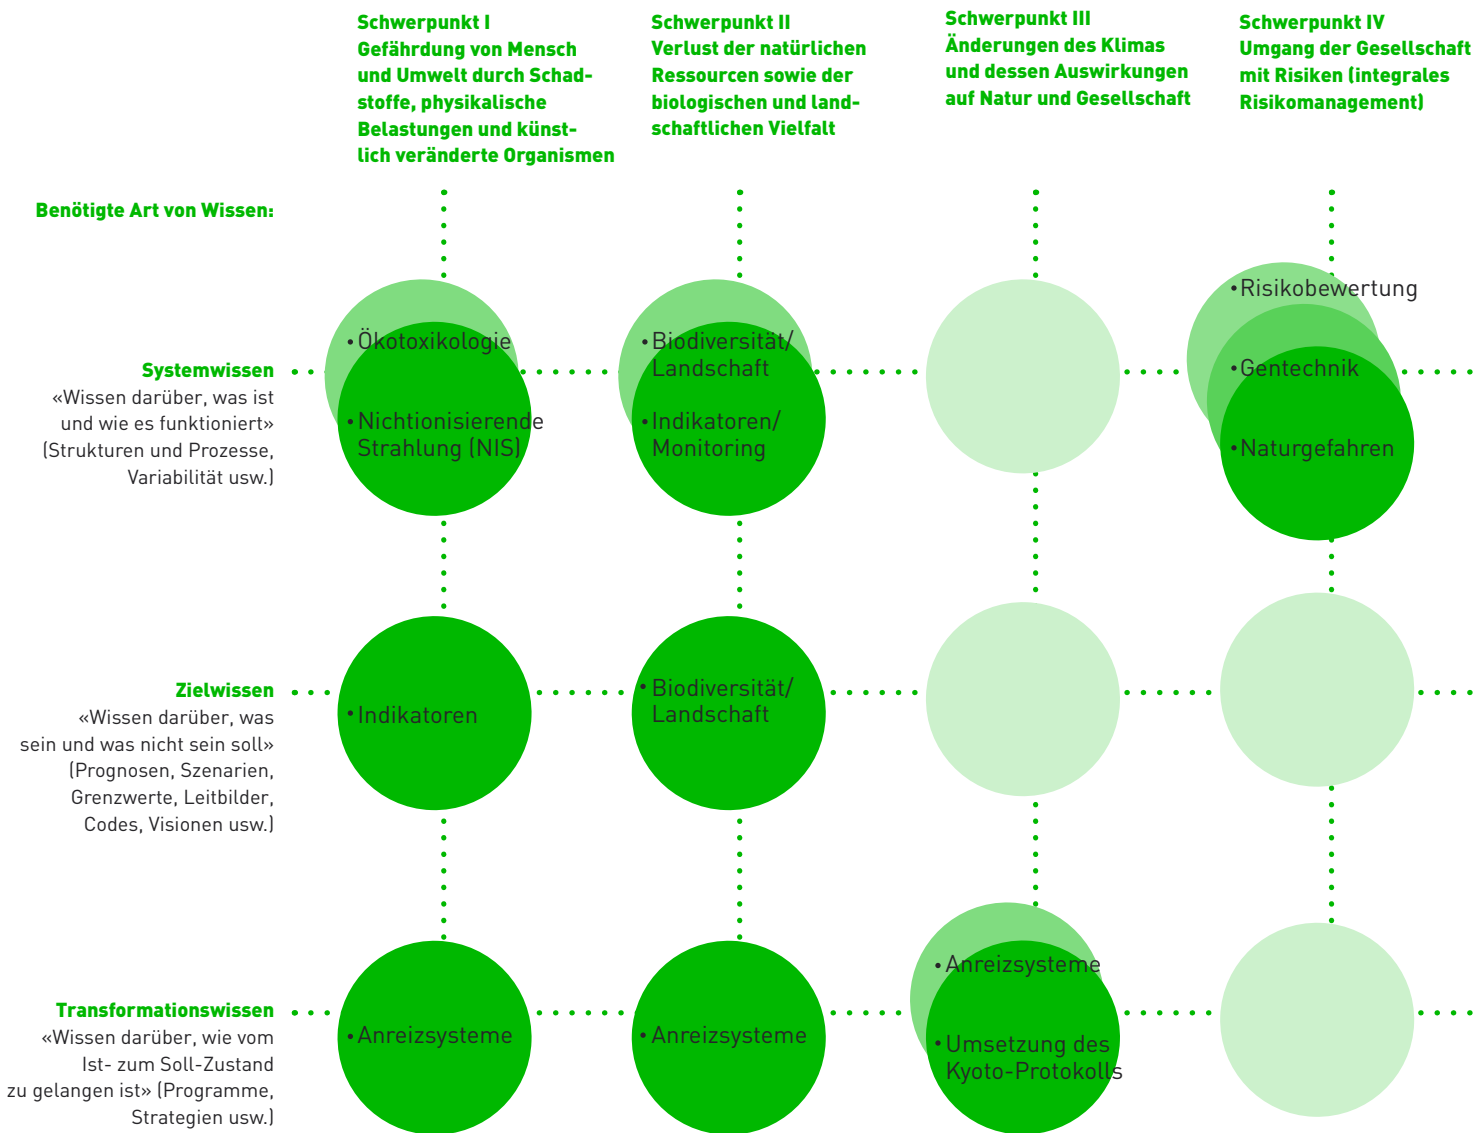 Schwerpunkt I
Gefährdung von Mensch
und Umwelt durch Schad-
stoffe, physikalische
Belastungen und künst-
lich veränderte Organismen
Schwerpunkt II
Verlust der natürlichen
Ressourcen sowie der
biologischen und land-
schaftlichen Vielfalt
Schwerpunkt III
Änderungen des Klimas
und dessen Auswirkungen
auf Natur und Gesellschaft
Schwerpunkt IV
Umgang der Gesellschaft
mit Risiken (integrales
Risikomanagement)
Benötigte Art von Wissen:
Systemwissen
«Wissen darüber, was ist
und wie es funktioniert»
(Strukturen und Prozesse,
Variabilität usw.)
• Ökotoxikologie
• Nichtionisierende
Strahlung (NIS)
• Biodiversität/
Landschaft
• Indikatoren/
Monitoring
• Risikobewertung
• Gentechnik
• Naturgefahren
Zielwissen
«Wissen darüber, was
sein und was nicht sein soll»
(Prognosen, Szenarien,
Grenzwerte, Leitbilder,
Codes, Visionen usw.)
• Indikatoren
• Biodiversität/
Landschaft
Transformationswissen
«Wissen darüber, wie vom
Ist- zum Soll-Zustand
zu gelangen ist» (Programme,
Strategien usw.)
• Anreizsysteme
• Anreizsysteme
• Anreizsysteme
• Umsetzung des
Kyoto-Protokolls